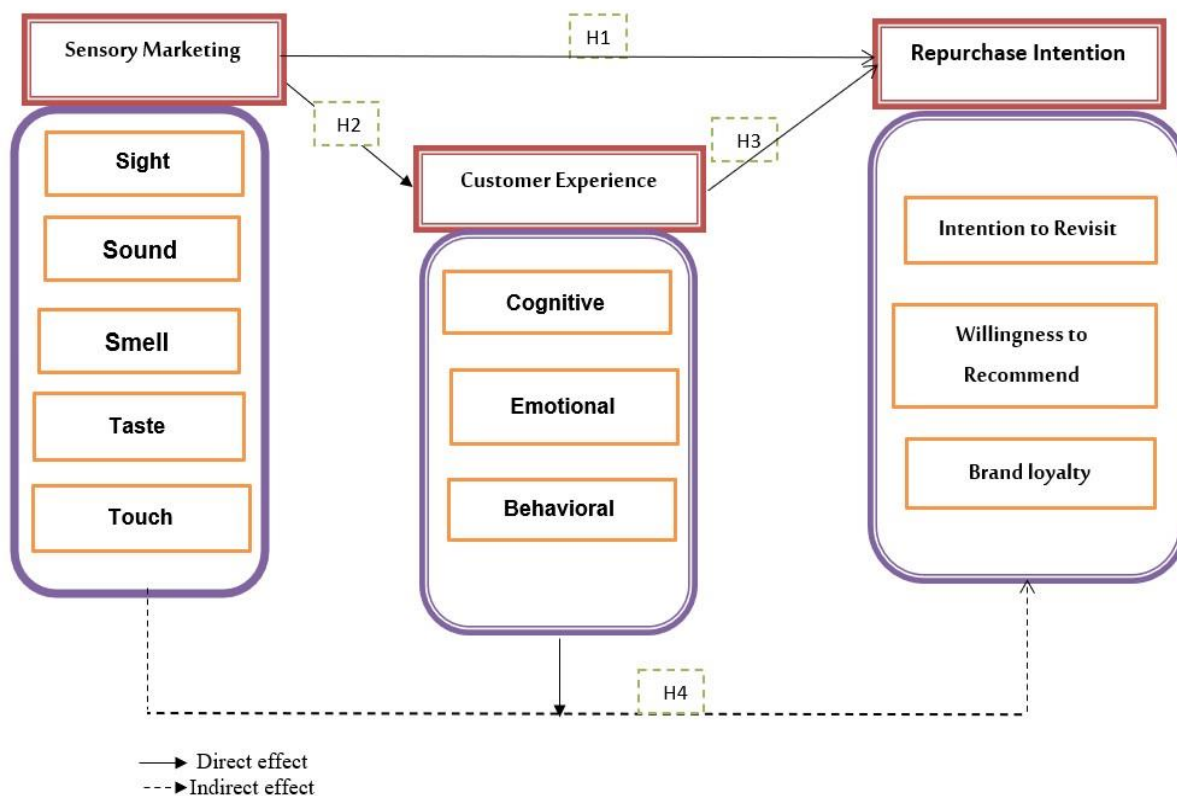 Sensory Marketing
H1
Repurchase Intention
H2
H3
Customer Experience
Sight
Sound
Smell
Taste
Touch
Cognitive
Emotional
Behavioral
Intention to Revisit
Willingness to
Recommend
Brand loyalty
H4
Direct effect
Indirect effect